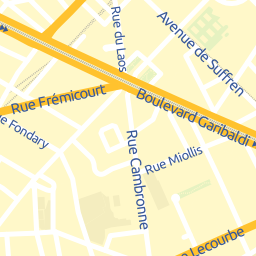 Rue du Laos
Avenue de Suffren
Rue Frémicourt
Boulevard Garibaldi
Fondary
Rue Cambronne
Rue Miollis
Lecourbe